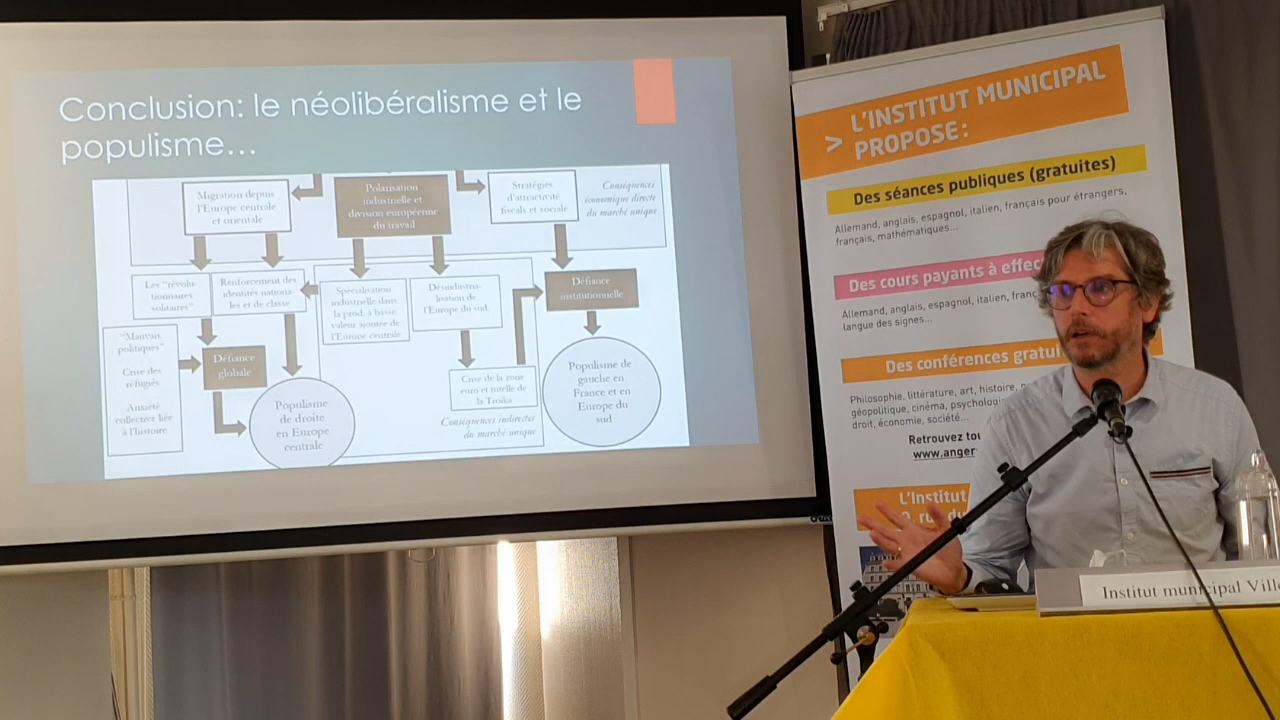 Conclusion: le néolibéralisme et le
populisme...
Migration depuis
l'Europe centrale
et orientale
Polarisation
industrielle et
division européenne
du travail
Stratégies
d'attractivité
fiscals et sociale
Conséquences
économique directe
du marché unique
Les "révolu-
tionnaires
solitaires"
Renforcement des
identités nationa-
les et de classe
Spécialisation
industrielle dans
la prod. à basse
valeur ajoutée de
l'Europe centrale
Désindustria-
lisation de
l'Europe du sud.
Défiance
institutionnelle
"Mauvais
politiques"
Crise des
réfugiés
Anxiété
collective liée
à l'histoire
Défiance
globale
Populisme
de droite
en Europe
centrale
Crise de la zone
euro et tutelle de
la Troika
Conséquences indirectes
du marché unique
Populisme de
gauche en
France et en
Europe du
sud
> L'INSTITUT MUNICIPAL
PROPOSE :
Des séances publiques (gratuites)
Allemand, anglais, espagnol, italien, français pour étrangers,
français, mathématiques...
Des cours payants à effec
Allemand, anglais, espagnol, italien, franç
langue des signes...
Des conférences gratui
Philosophie, littérature, art, histoire,
géopolitique, cinéma, psychologi
droit, économie, société...
Retrouvez tou
www.anger
L'Institut
Institut municipal Ville